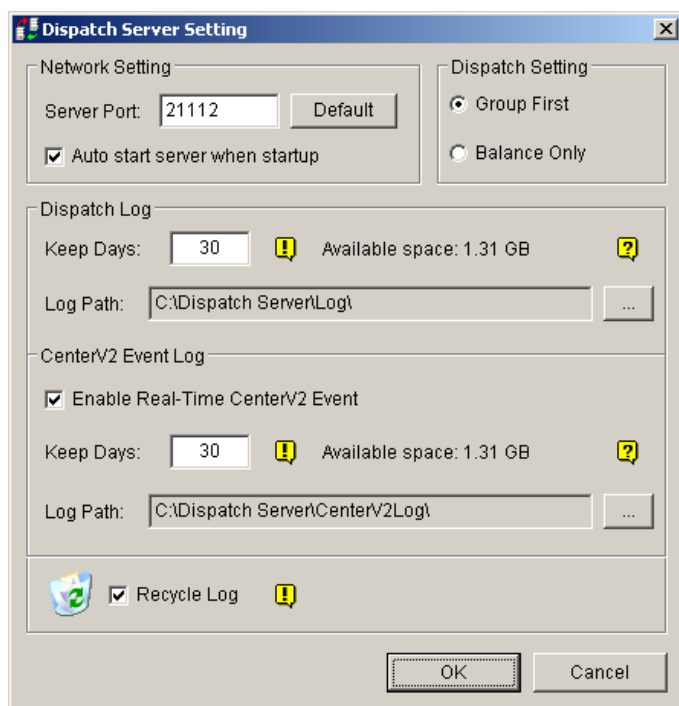 Dispatch Server Setting
Network Setting
Server Port: 21112 Default
Auto start server when startup
Dispatch Setting
Group First
Balance Only
Dispatch Log
Keep Days: 30 ! Available space: 1.31 GB ?
Log Path: C:\Dispatch Server\Log\ ...
CenterV2 Event Log
Enable Real-Time CenterV2 Event
Keep Days: 30 ! Available space: 1.31 GB ?
Log Path: C:\Dispatch Server\CenterV2Log\ ...
Recycle Log !
OK Cancel